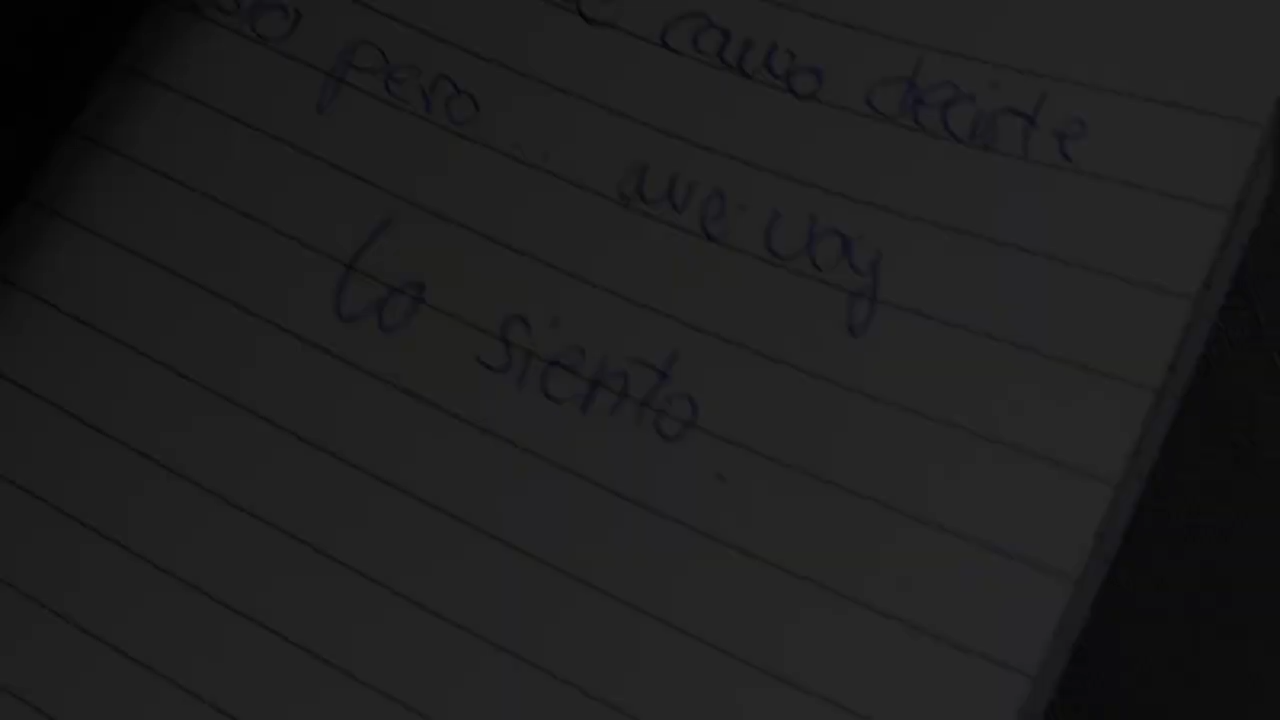 como decirte
pero ... me voy
lo siento.